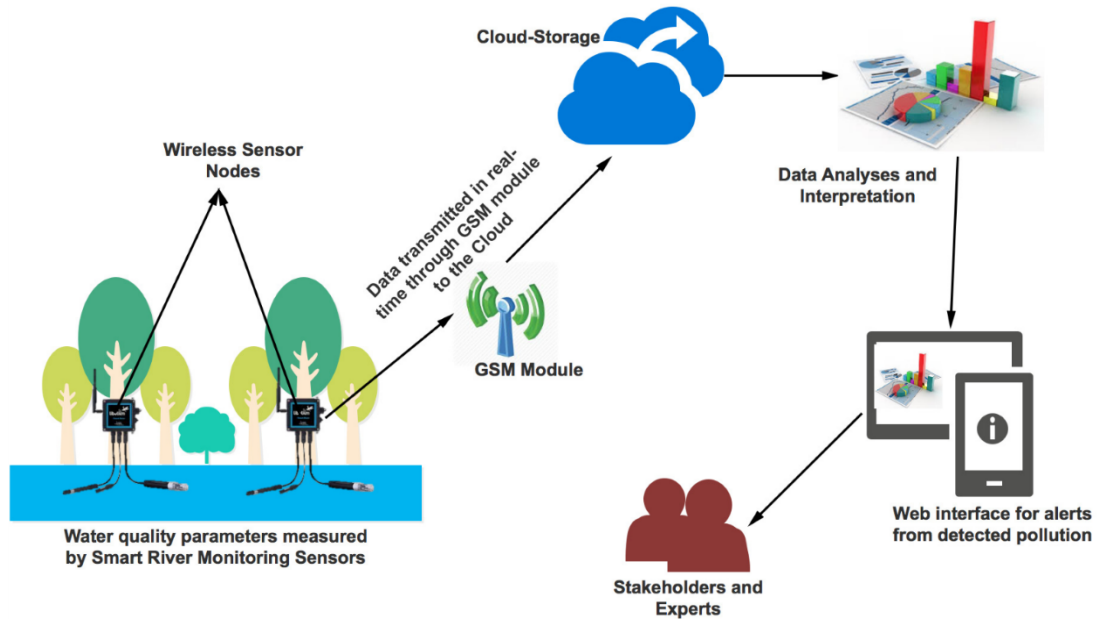 Cloud-Storage
Wireless Sensor
Nodes
Data transmitted in real-
time through GSM module
to the Cloud
Data Analyses and
Interpretation
GSM Module
Water quality parameters measured
by Smart River Monitoring Sensors
Web interface for alerts
from detected pollution
Stakeholders and
Experts